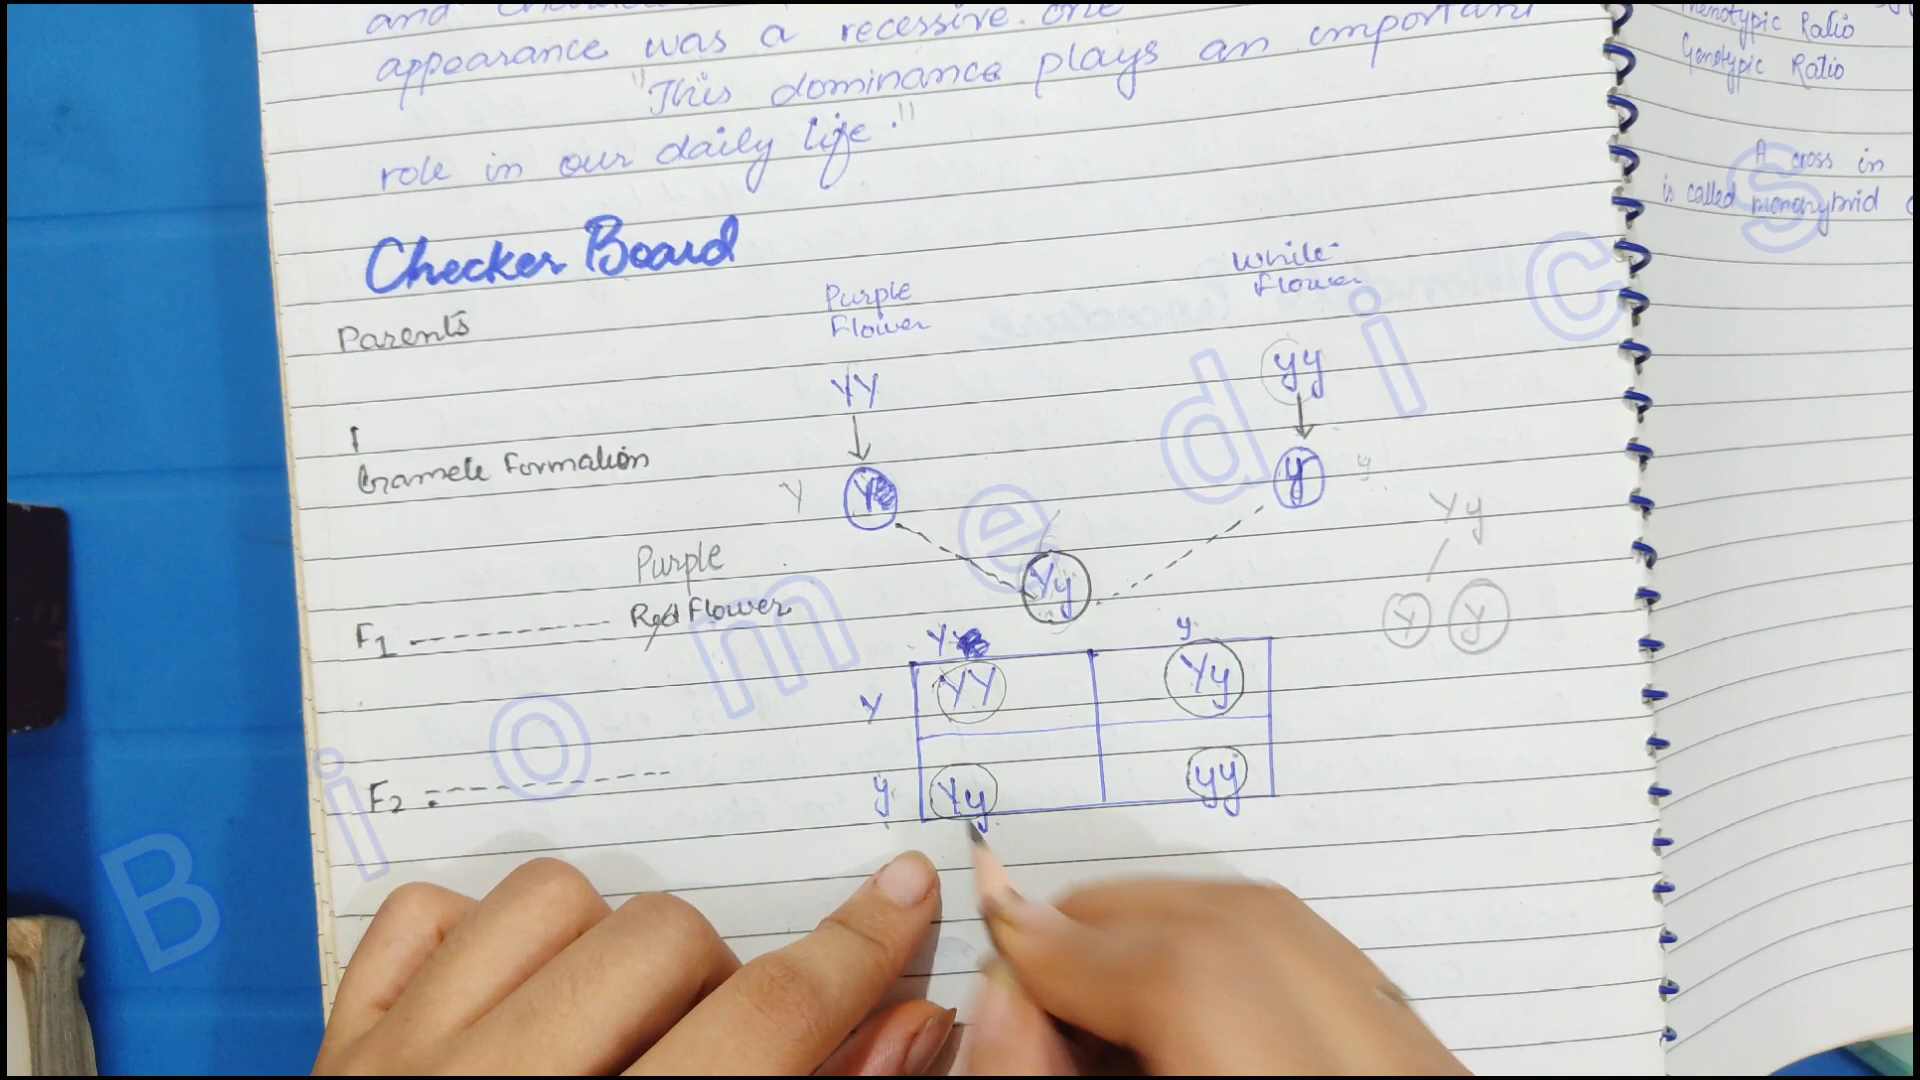 and
appearance was a recessive one
"This dominance plays an important
role in our daily life."
Checker Board
Parents
Purple
Flower
White
Flower
YY
yy
Gamete Formation
Y
Y
y
y
Yy
Y
y
Yy
Purple
F1 ---------- Red Flower
Y
y
Y
YY
Yy
y
Yy
yy
F2 ----------
Phenotypic Ratio
Genotypic Ratio
A cross in
is called monohybrid
Biomedics